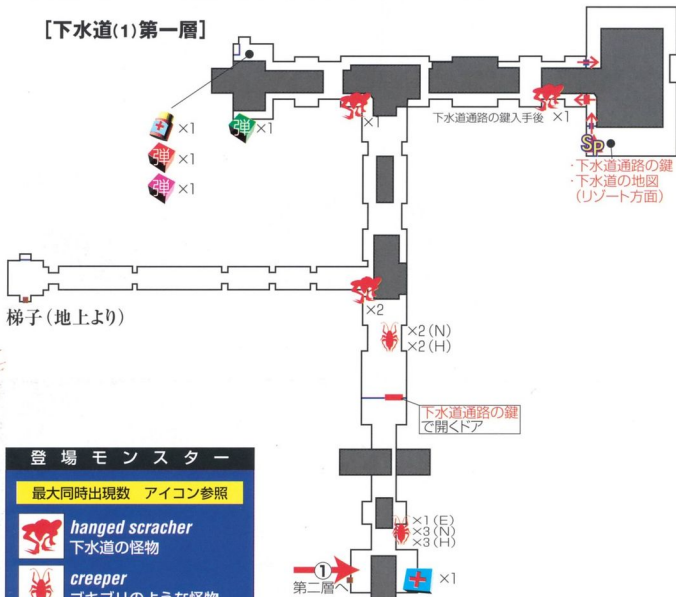 [下水道(1)第一層]
×1
弾 ×1
弾 ×1
弾 ×1
×1
下水道通路の鍵入手後 ×1
Sp
・下水道通路の鍵
・下水道の地図
(リゾート方面)
梯子(地上より)
×2
×2(N)
×2(H)
下水道通路の鍵
で開くドア
×1(E)
×3(N)
×3(H)
①
第二層へ
×1
登場モンスター
最大同時出現数 アイコン参照
hanged scracher
下水道の怪物
creeper
ゴキブリのような怪物